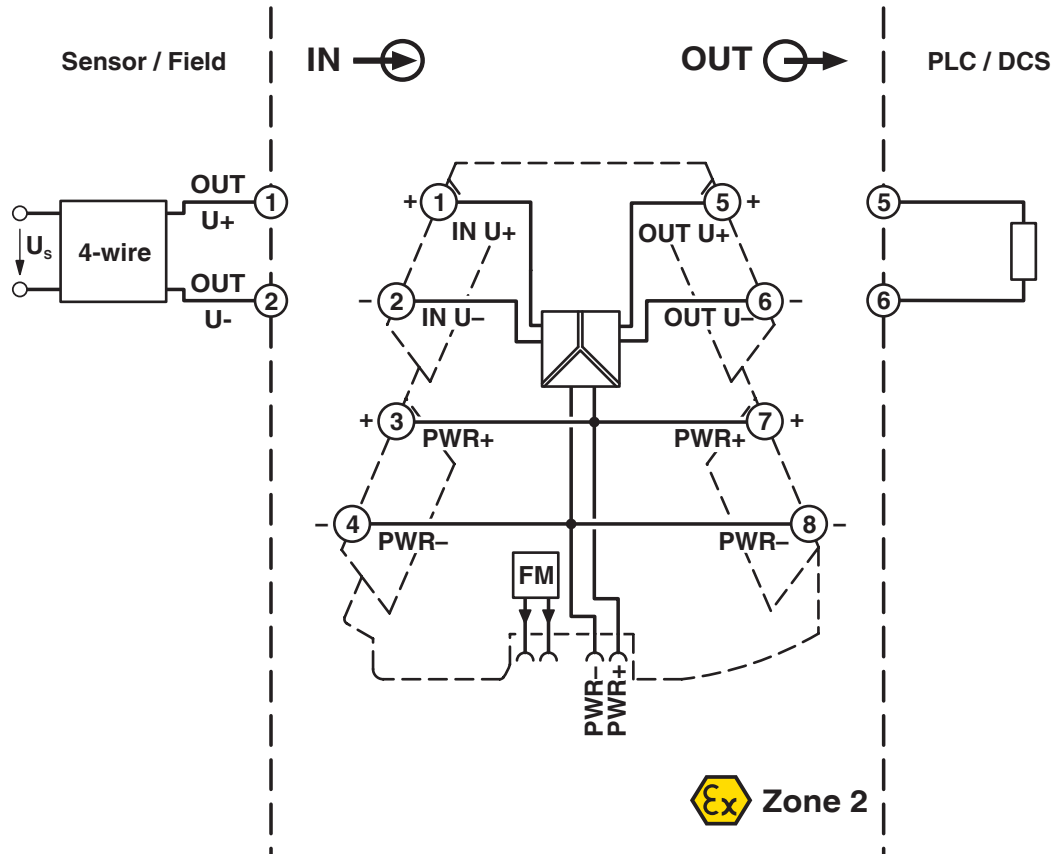 Sensor / Field
IN
OUT
PLC / DCS
OUT
1
U+
Us
4-wire
OUT
2
U-
+ 1
IN U+
5 +
OUT U+
5
– 2
IN U–
6 –
OUT U–
6
+ 3
PWR+
7 +
PWR+
– 4
PWR–
8 –
PWR–
FM
PWR–
PWR+
Ex Zone 2